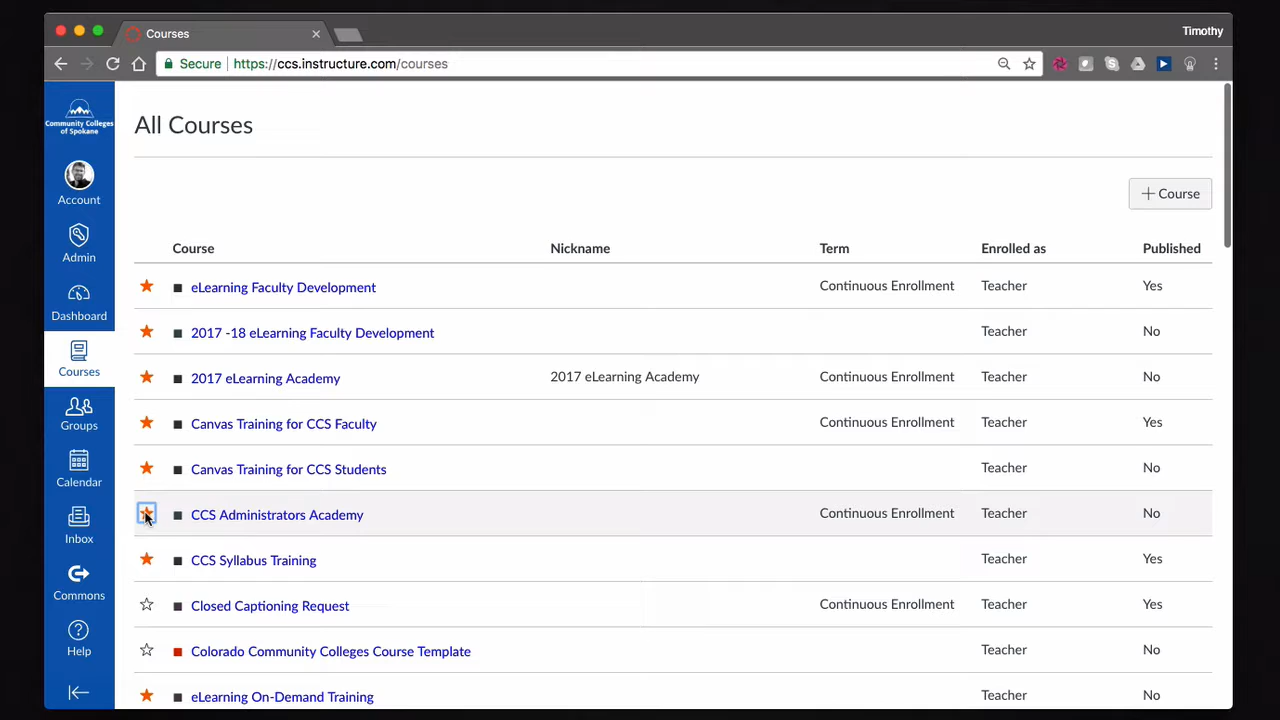 Courses
Timothy
Secure
https://ccs.instructure.com/courses
Community Colleges
of Spokane
Account
Admin
Dashboard
Courses
Groups
Calendar
Inbox
Commons
Help
All Courses
Course
Course Nickname Term Enrolled as Published
eLearning Faculty Development Continuous Enrollment Teacher Yes
2017 -18 eLearning Faculty Development Teacher No
2017 eLearning Academy 2017 eLearning Academy Continuous Enrollment Teacher No
Canvas Training for CCS Faculty Continuous Enrollment Teacher Yes
Canvas Training for CCS Students Teacher No
CCS Administrators Academy Continuous Enrollment Teacher No
CCS Syllabus Training Teacher Yes
Closed Captioning Request Continuous Enrollment Teacher Yes
Colorado Community Colleges Course Template Teacher No
eLearning On-Demand Training Teacher No